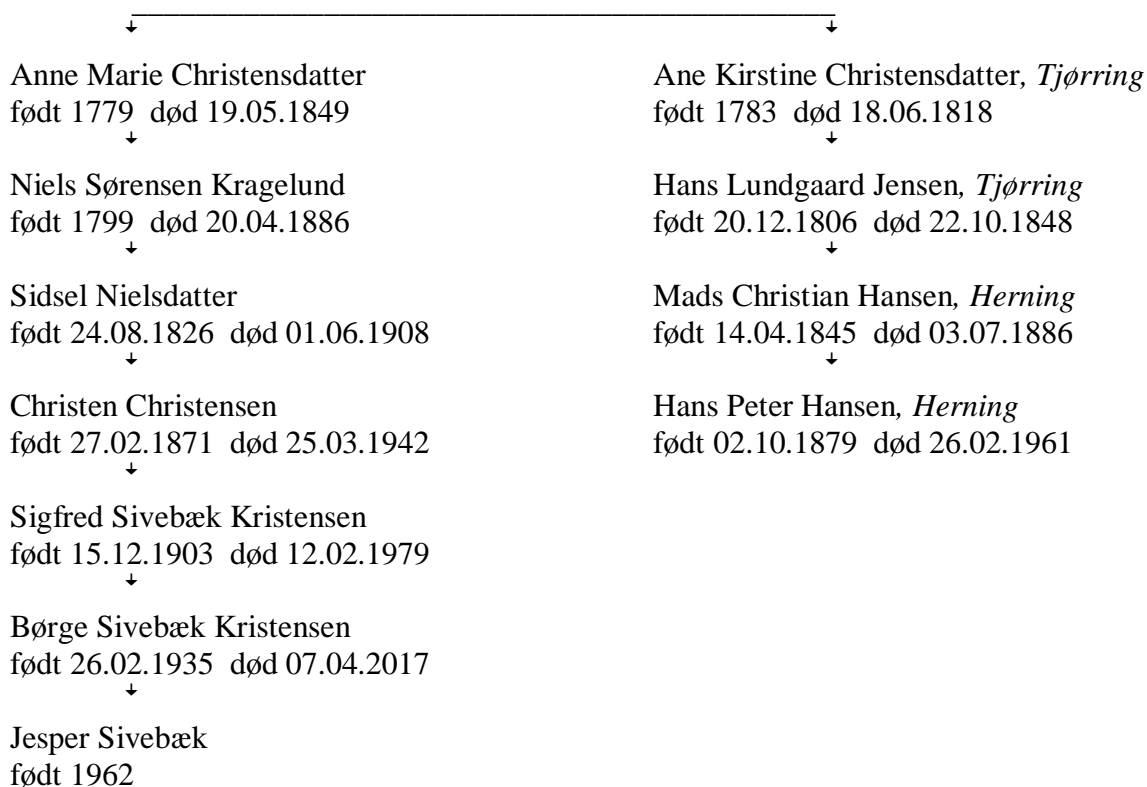 Anne Marie Christensdatter
født 1779 død 19.05.1849
Niels Sørensen Kragelund
født 1799 død 20.04.1886
Sidsel Nielsdatter
født 24.08.1826 død 01.06.1908
Christen Christensen
født 27.02.1871 død 25.03.1942
Sigfred Sivebæk Kristensen
født 15.12.1903 død 12.02.1979
Børge Sivebæk Kristensen
født 26.02.1935 død 07.04.2017
Jesper Sivebæk
født 1962
Ane Kirstine Christensdatter, Tjørring
født 1783 død 18.06.1818
Hans Lundgaard Jensen, Tjørring
født 20.12.1806 død 22.10.1848
Mads Christian Hansen, Herning
født 14.04.1845 død 03.07.1886
Hans Peter Hansen, Herning
født 02.10.1879 død 26.02.1961